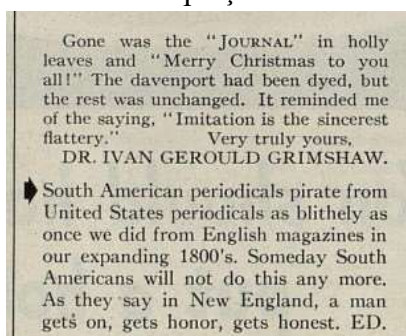 Gone was the "JOURNAL" in holly
leaves and "Merry Christmas to you
all!" The davenport had been dyed, but
the rest was unchanged. It reminded me
of the saying, "Imitation is the sincerest
flattery." Very truly yours,
DR. IVAN GEROULD GRIMSHAW.
South American periodicals pirate from
United States periodicals as blithely as
once we did from English magazines in
our expanding 1800's. Someday South
Americans will not do this any more.
As they say in New England, a man
gets on, gets honor, gets honest. ED.